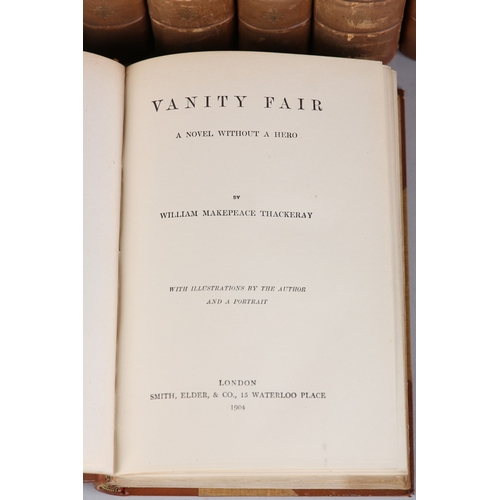 VANITY FAIR
A NOVEL WITHOUT A HERO
BY
WILLIAM MAKEPEACE THACKERAY
WITH ILLUSTRATIONS BY THE AUTHOR
AND A PORTRAIT
LONDON
SMITH, ELDER, & CO., 15 WATERLOO PLACE
1904